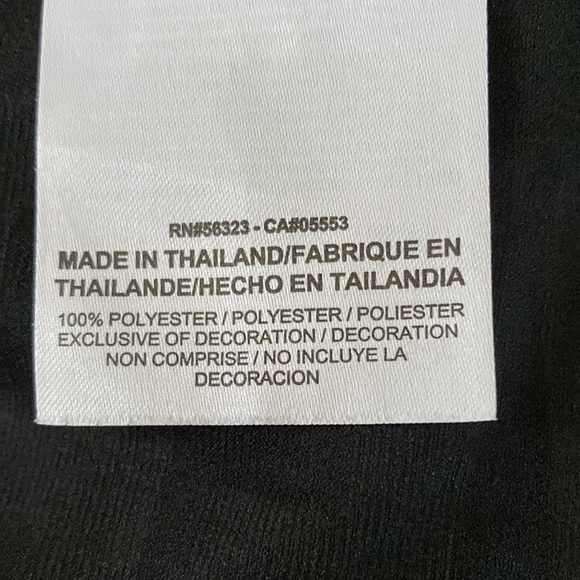 RN#56323 - CA#05553
MADE IN THAILAND/FABRIQUE EN
THAILANDE/HECHO EN TAILANDIA
100% POLYESTER / POLYESTER / POLIESTER
EXCLUSIVE OF DECORATION / DECORATION
NON COMPRISE / NO INCLUYE LA
DECORACION